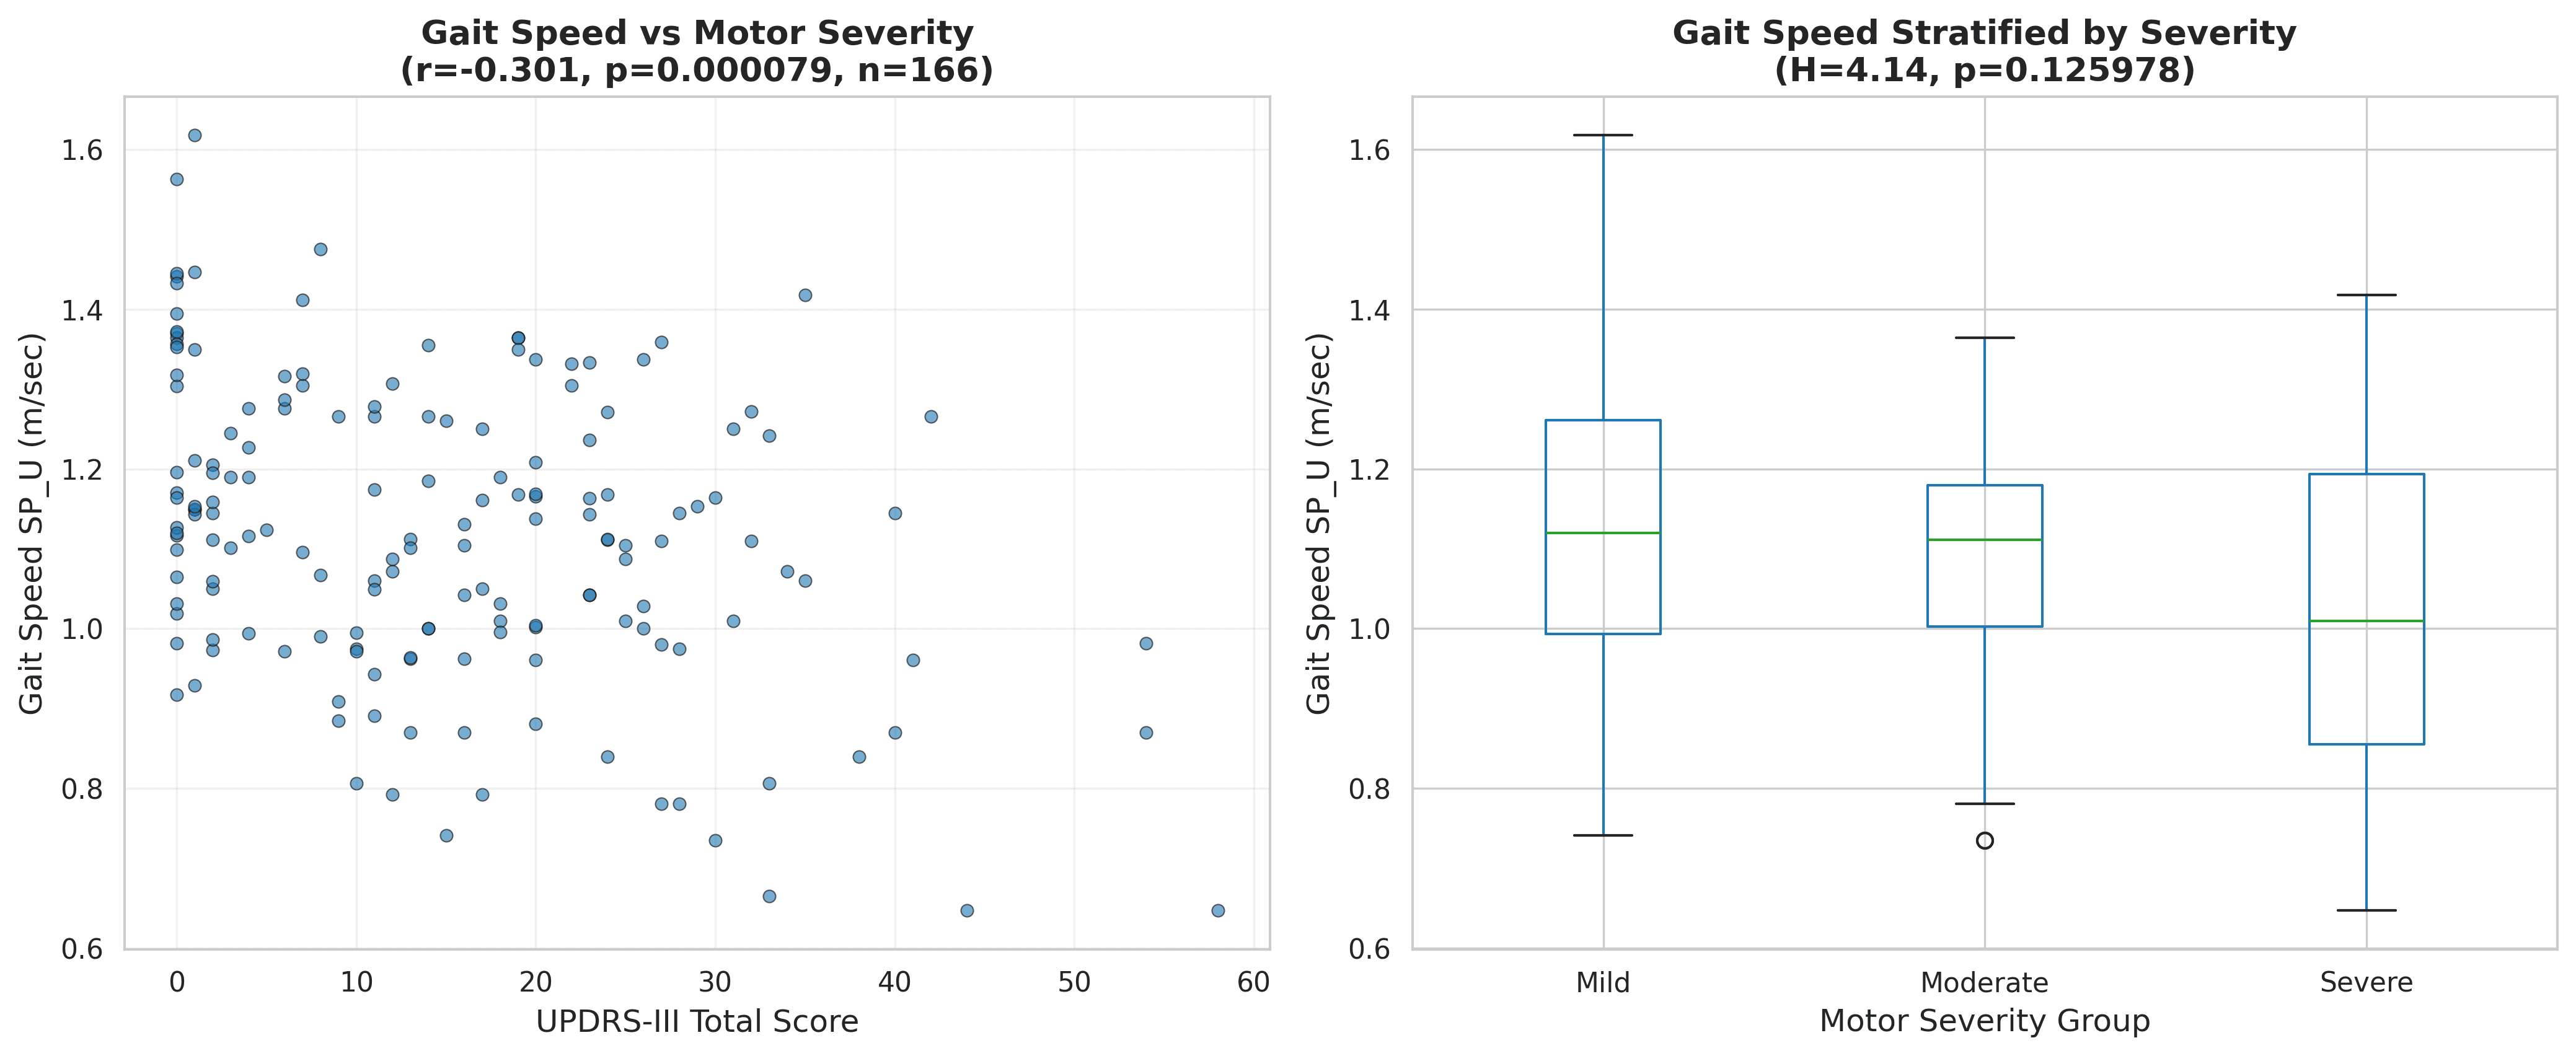 Gait Speed vs Motor Severity
(r=-0.301, p=0.000079, n=166)
Gait Speed SP_U (m/sec)
1.6
1.4
1.2
1.0
0.8
0.6
0 10 20 30 40 50 60
UPDRS-III Total Score
Gait Speed Stratified by Severity
(H=4.14, p=0.125978)
Gait Speed SP_U (m/sec)
1.6
1.4
1.2
1.0
0.8
0.6
Mild Moderate Severe
Motor Severity Group